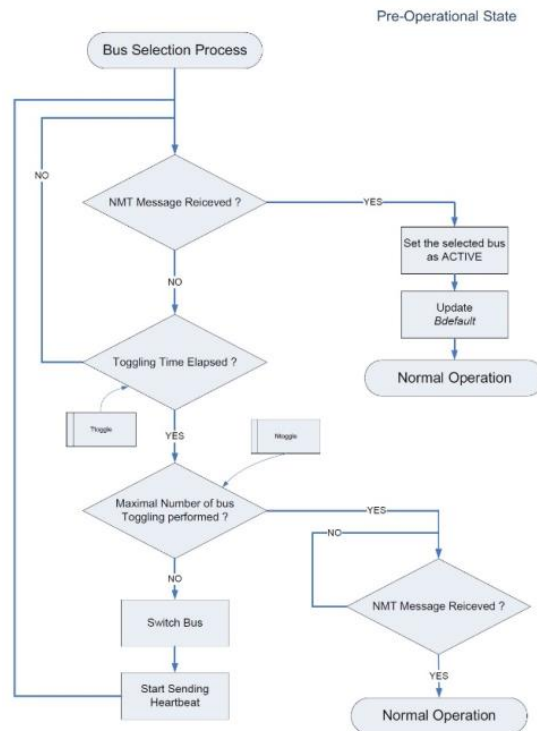 Pre-Operational State
Bus Selection Process
NO
NMT Message Reiceved ?
YES
Set the selected bus
as ACTIVE
NO
Update
Bdefault
Toggling Time Elapsed ?
Normal Operation
Ttoggle
YES
Ntoggle
Maximal Number of bus
Toggling performed ?
YES
NO
NO
Switch Bus
NMT Message Reiceved ?
Start Sending
Heartbeat
YES
Normal Operation